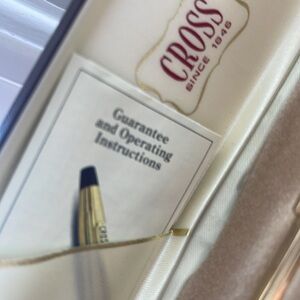 CROSS
SINCE 1846
Guarantee
and Operating
Instructions